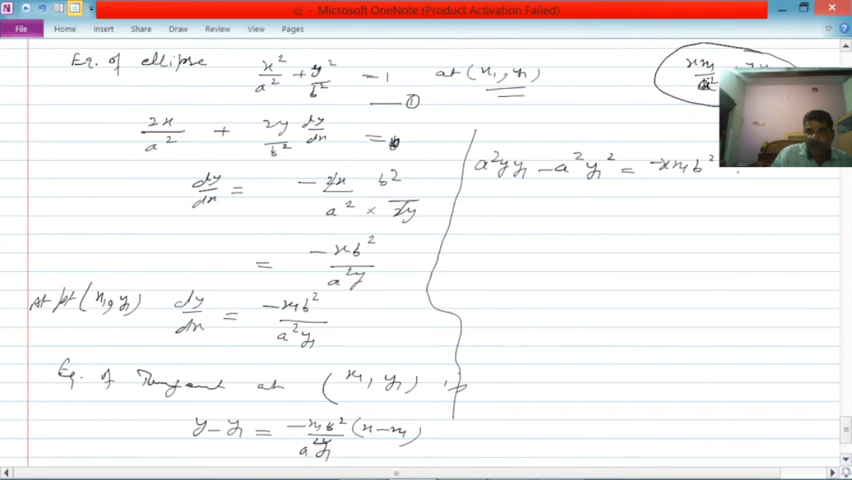 Microsoft OneNote (Product Activation Failed)
File Home Insert Share Draw Review View Pages
Eq. of ellipse x²/a² + y²/b² = 1 at (x₁, y₁)
①
2x/a² + 2y/b² dy/dx = 0
dy/dx = -2x/a² × b²/2y
= -xb²/a²y
At pt (x₁, y₁) dy/dx = -x₁b²/a²y₁
Eq. of Tangent at (x₁, y₁) is
y - y₁ = -x₁b²/a²y₁ (x - x₁)
a²yy₁ - a²y₁² = -xx₁b²